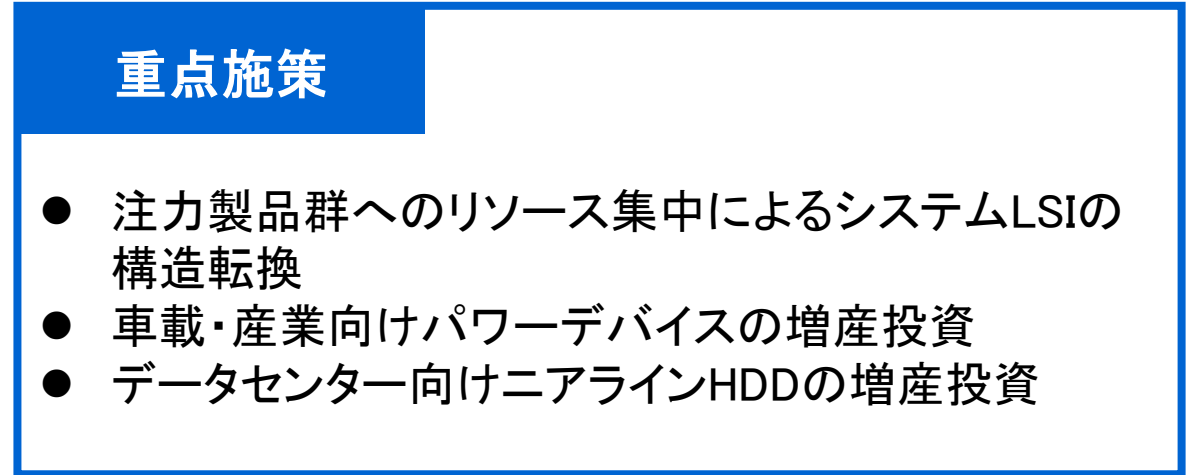 重点施策
● 注力製品群へのリソース集中によるシステムLSIの
構造転換
● 車載・産業向けパワーデバイスの増産投資
● データセンター向けニアラインHDDの増産投資